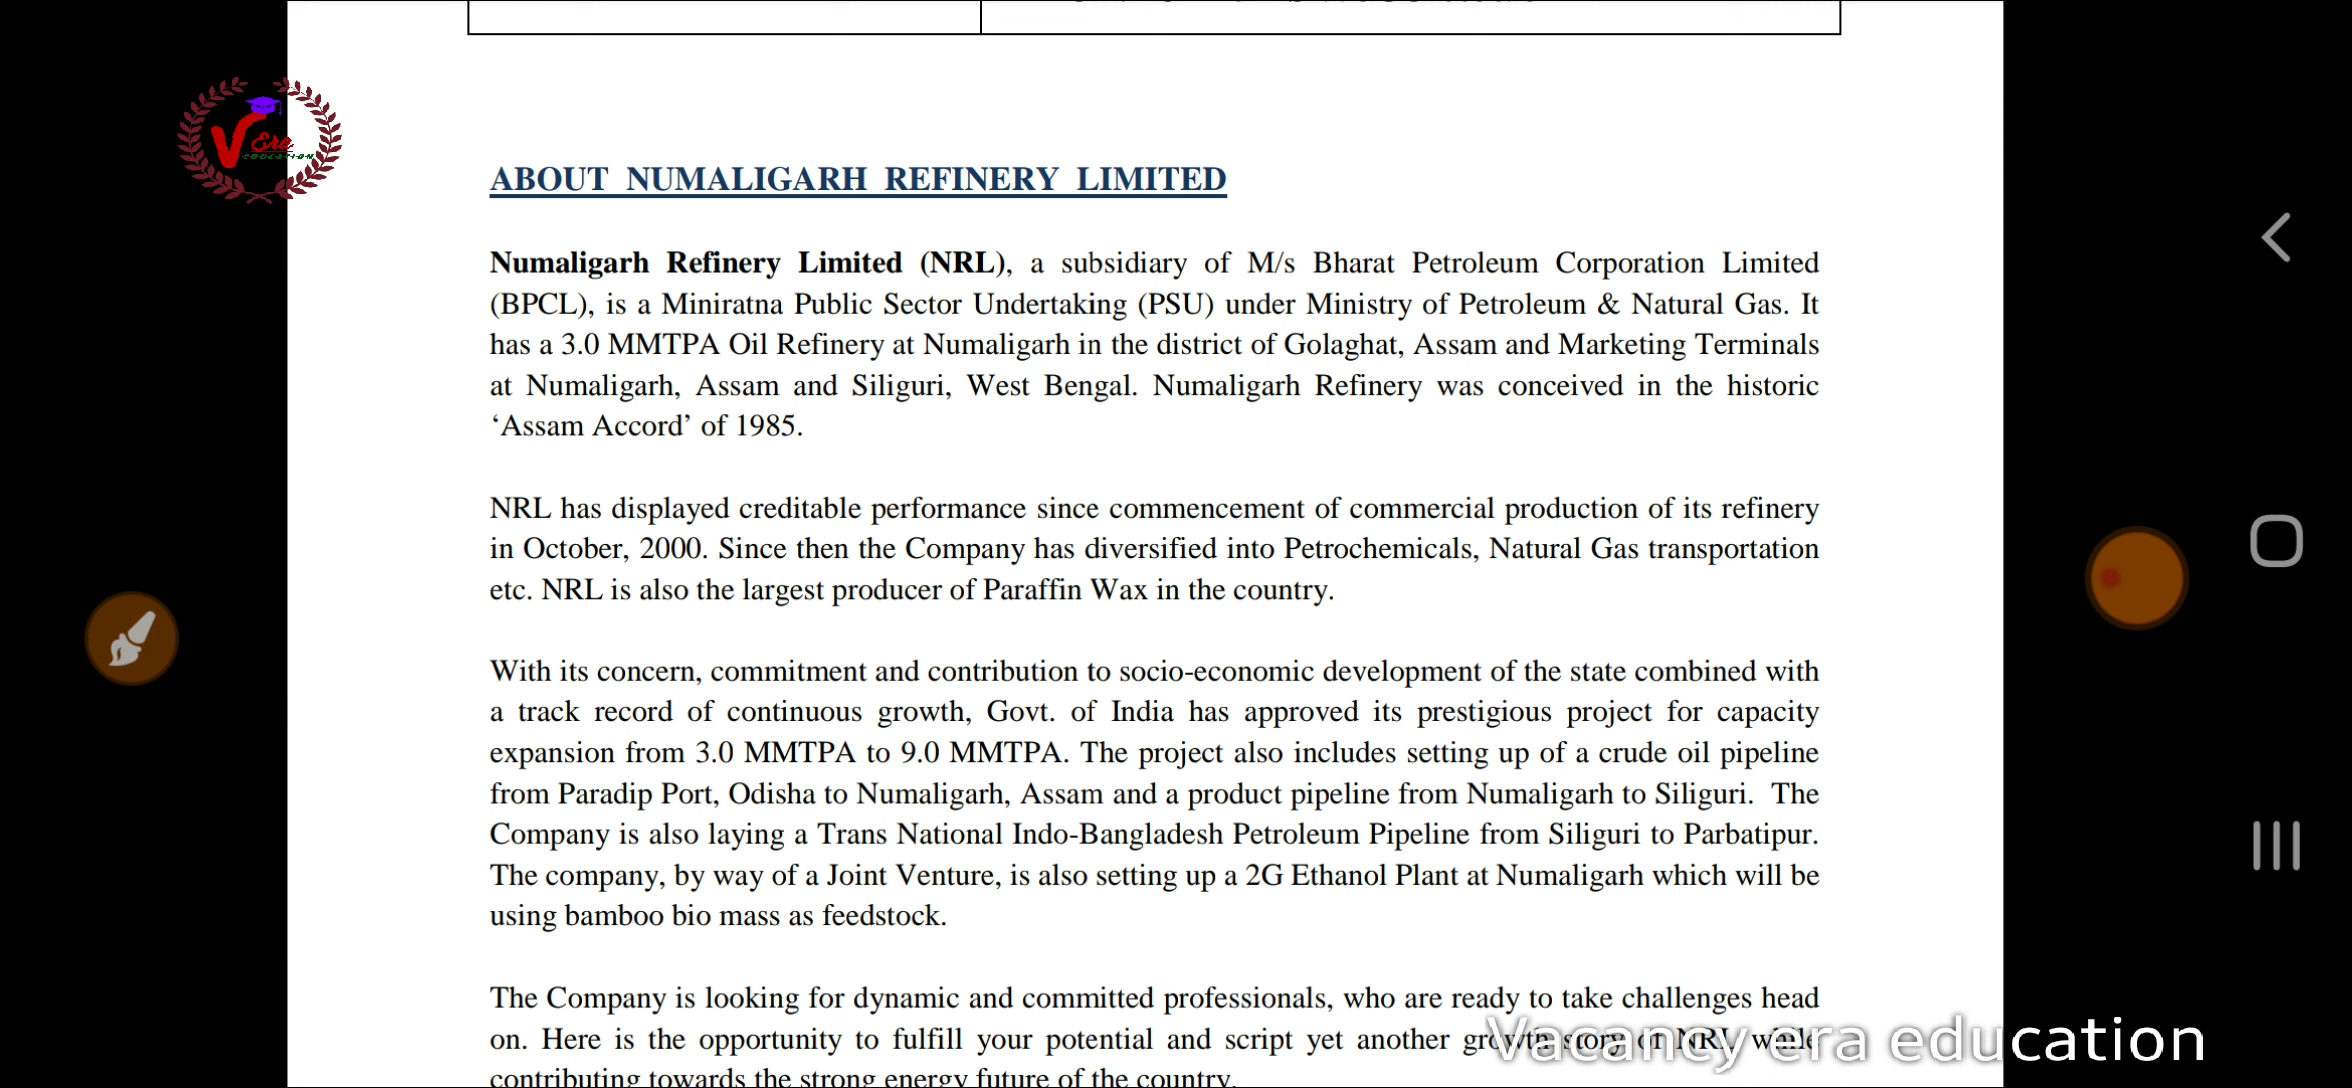 Era
EDUCATION
ABOUT NUMALIGARH REFINERY LIMITED
Numaligarh Refinery Limited (NRL), a subsidiary of M/s Bharat Petroleum Corporation Limited
(BPCL), is a Miniratna Public Sector Undertaking (PSU) under Ministry of Petroleum & Natural Gas. It
has a 3.0 MMTPA Oil Refinery at Numaligarh in the district of Golaghat, Assam and Marketing Terminals
at Numaligarh, Assam and Siliguri, West Bengal. Numaligarh Refinery was conceived in the historic
‘Assam Accord’ of 1985.
NRL has displayed creditable performance since commencement of commercial production of its refinery
in October, 2000. Since then the Company has diversified into Petrochemicals, Natural Gas transportation
etc. NRL is also the largest producer of Paraffin Wax in the country.
With its concern, commitment and contribution to socio-economic development of the state combined with
a track record of continuous growth, Govt. of India has approved its prestigious project for capacity
expansion from 3.0 MMTPA to 9.0 MMTPA. The project also includes setting up of a crude oil pipeline
from Paradip Port, Odisha to Numaligarh, Assam and a product pipeline from Numaligarh to Siliguri. The
Company is also laying a Trans National Indo-Bangladesh Petroleum Pipeline from Siliguri to Parbatipur.
The company, by way of a Joint Venture, is also setting up a 2G Ethanol Plant at Numaligarh which will be
using bamboo bio mass as feedstock.
The Company is looking for dynamic and committed professionals, who are ready to take challenges head
on. Here is the opportunity to fulfill your potential and script yet another growth story of NRL while
contributing towards the strong energy future of the country.
Vacancy era education